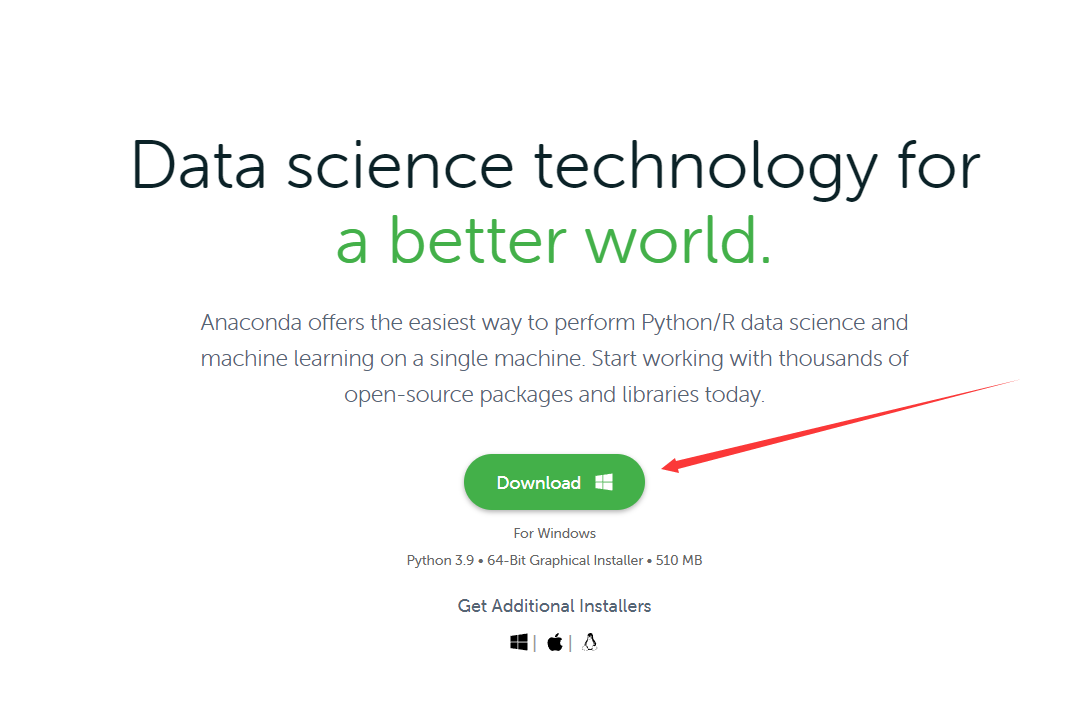 Data science technology for
a better world.
Anaconda offers the easiest way to perform Python/R data science and
machine learning on a single machine. Start working with thousands of
open-source packages and libraries today.
Download
For Windows
Python 3.9 • 64-Bit Graphical Installer • 510 MB
Get Additional Installers
| |